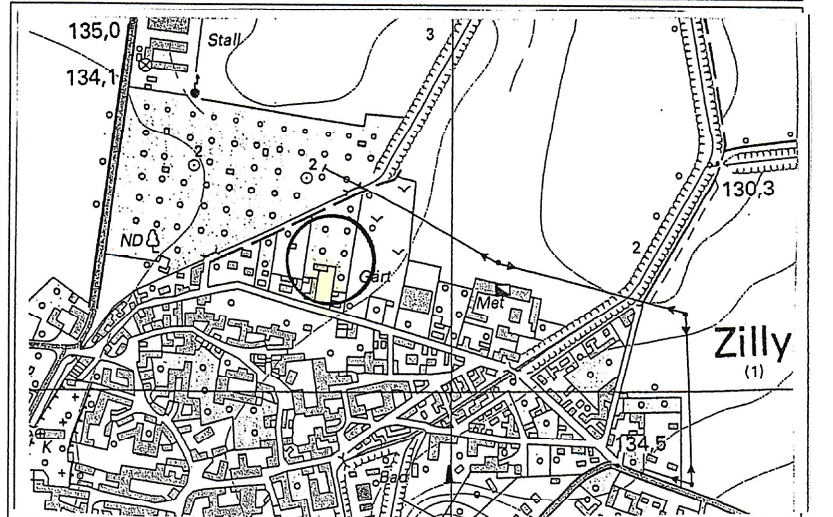 135,0
Stall
3
134,1
2
2
130,3
ND
2
Gärt
Met
Zilly
(1)
134,5
K
Bad